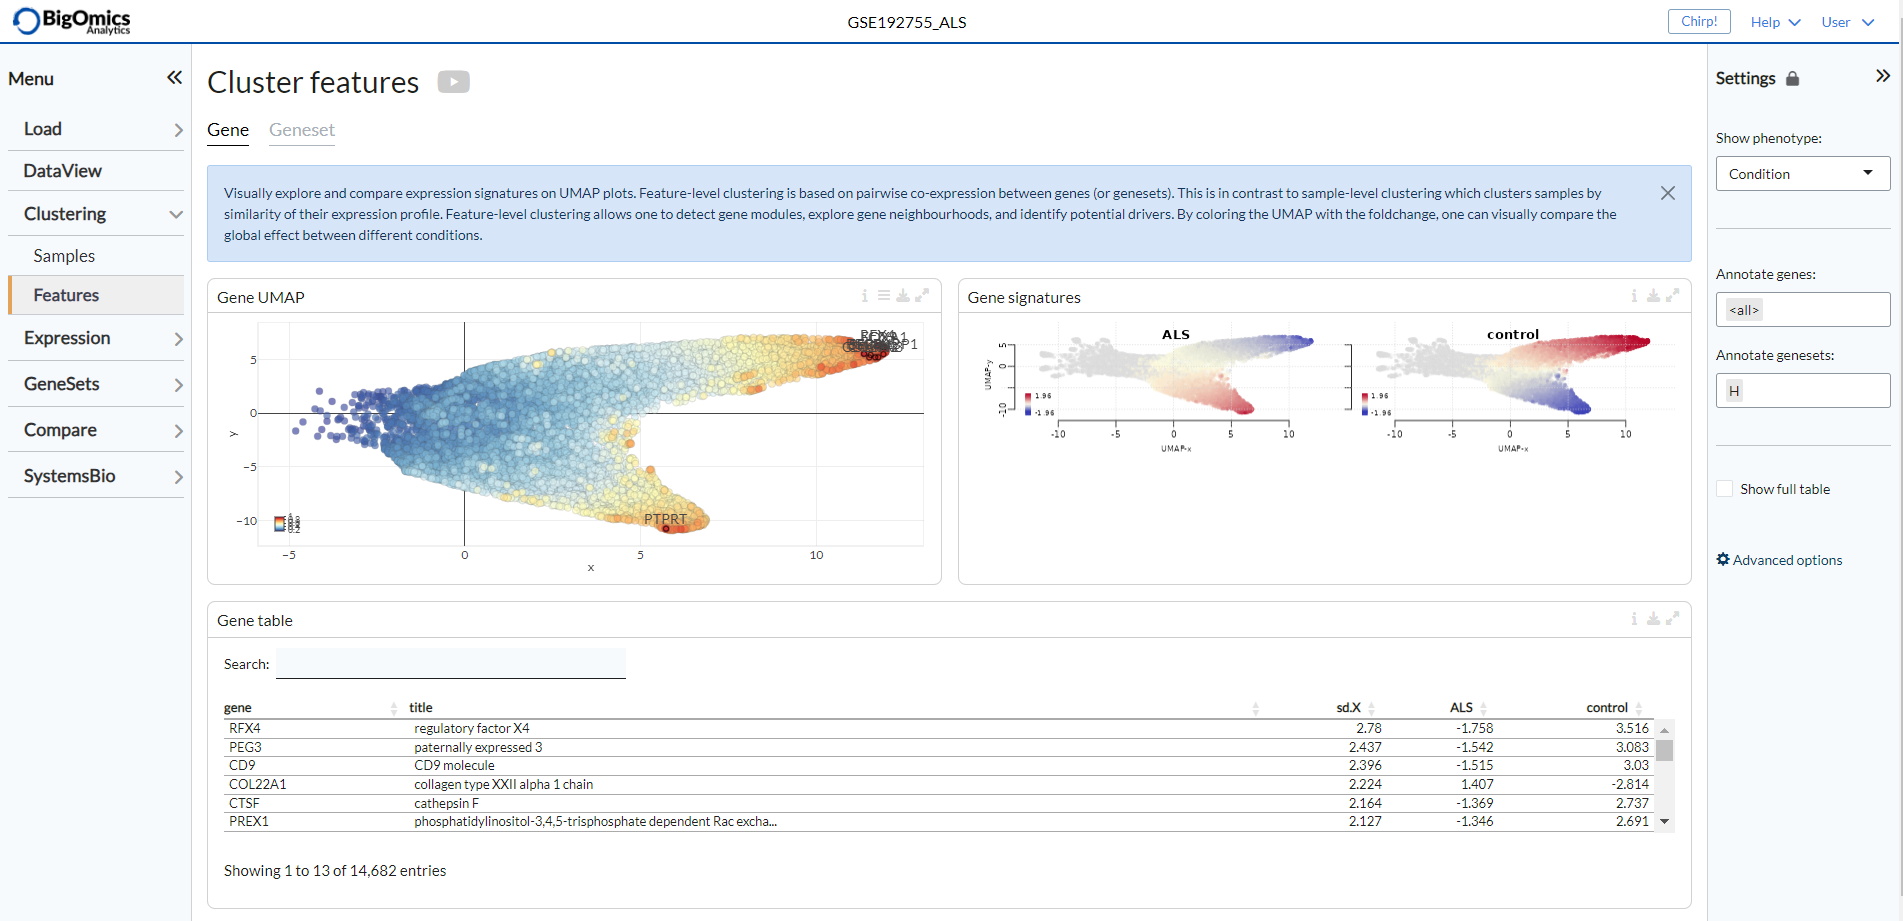 BigOmics
Analytics
GSE192755_ALS
Chirp!
Help
User
Menu
Load
DataView
Clustering
Samples
Features
Expression
GeneSets
Compare
SystemsBio
Cluster features
Gene
Geneset
Visually explore and compare expression signatures on UMAP plots. Feature-level clustering is based on pairwise co-expression between genes (or genesets). This is in contrast to sample-level clustering which clusters samples by
similarity of their expression profile. Feature-level clustering allows one to detect gene modules, explore gene neighbourhoods, and identify potential drivers. By coloring the UMAP with the foldchange, one can visually compare the
global effect between different conditions.
Gene UMAP
5
0
−5
−10
y
PTPRT
−5 0 5 10
x
Gene signatures
ALS
UMAP-y
5
0
-10
1.96
-1.96
-10 -5 0 5 10
UMAP-x
control
1.96
-1.96
-10 -5 0 5 10
UMAP-x
Gene table
Search:
gene title sd.X ALS control
RFX4 regulatory factor X4 2.78 -1.758 3.516
PEG3 paternally expressed 3 2.437 -1.542 3.083
CD9 CD9 molecule 2.396 -1.515 3.03
COL22A1 collagen type XXII alpha 1 chain 2.224 1.407 -2.814
CTSF cathepsin F 2.164 -1.369 2.737
PREX1 phosphatidylinositol-3,4,5-trisphosphate dependent Rac excha... 2.127 -1.346 2.691
Showing 1 to 13 of 14,682 entries
Settings
Show phenotype:
Condition
Annotate genes:
<all>
Annotate genesets:
H
Show full table
Advanced options